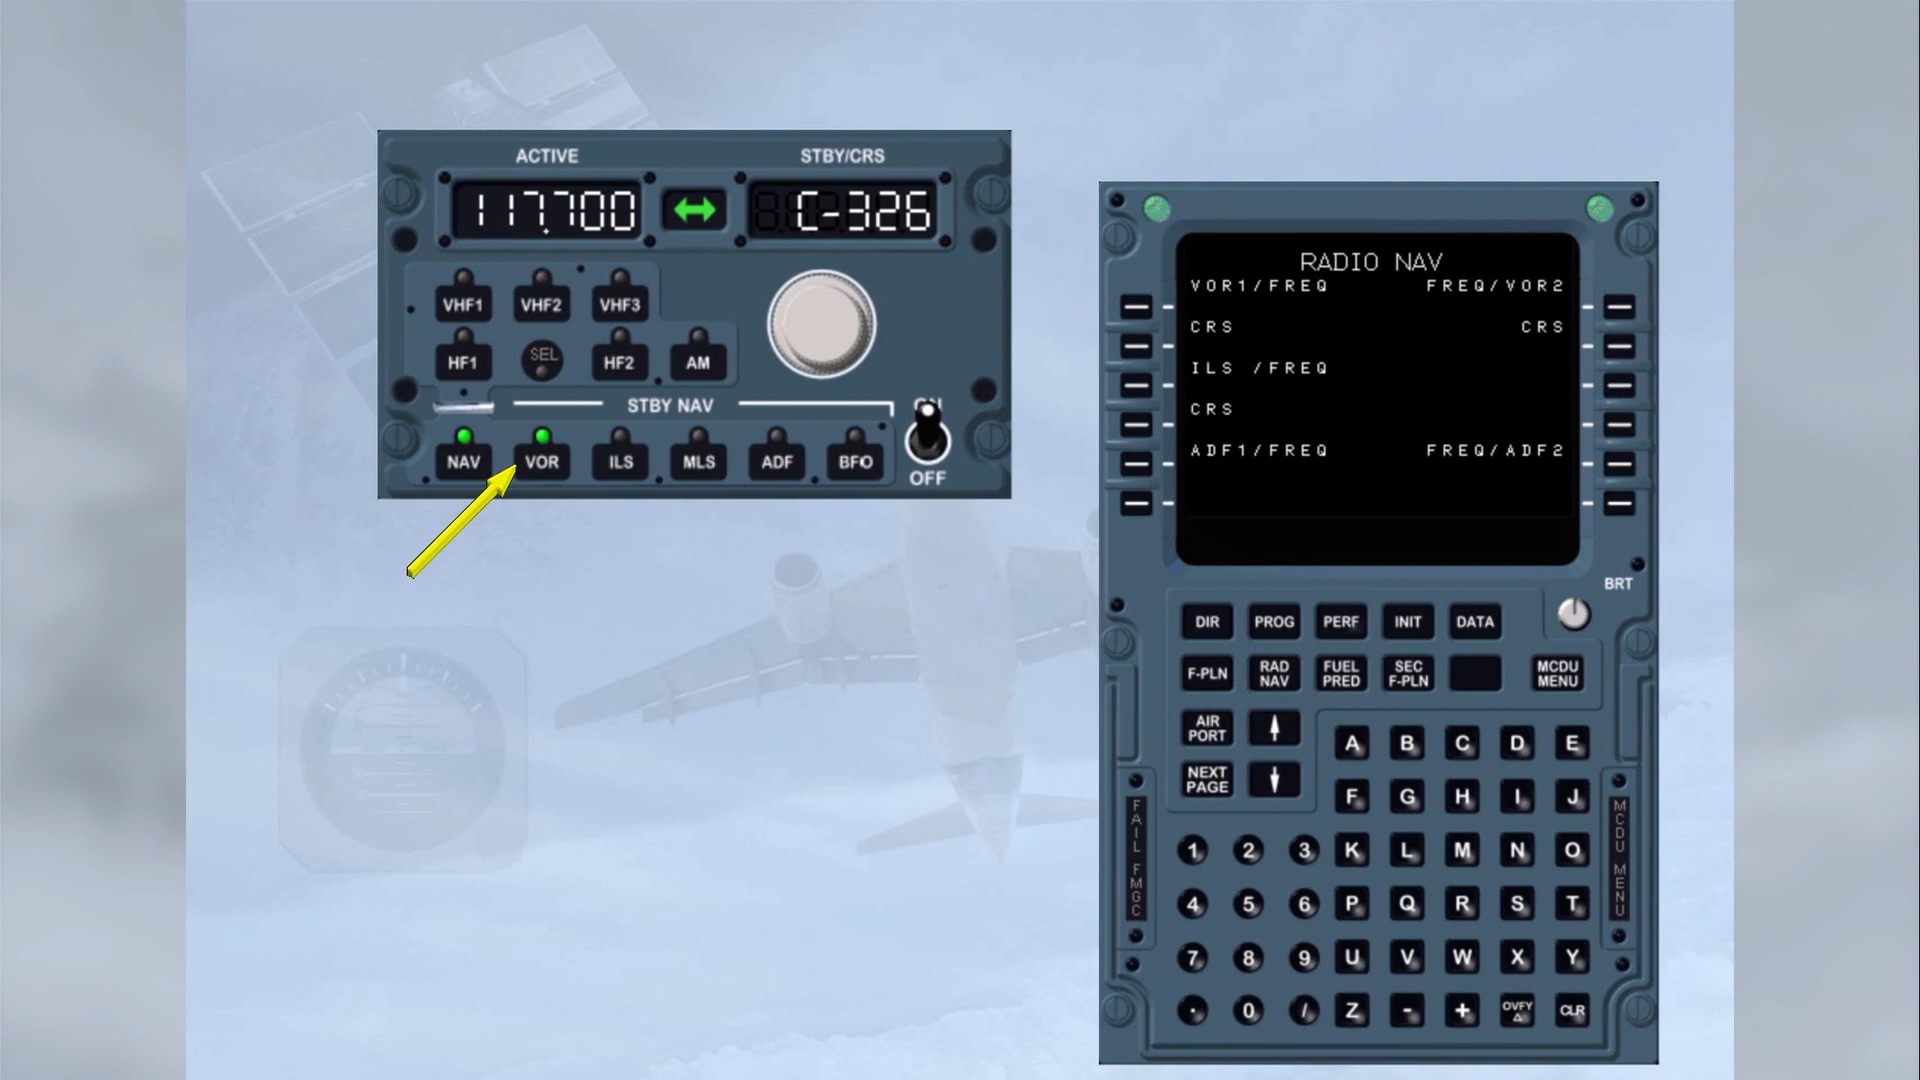 ACTIVE STBY/CRS
117.700 C-326
VHF1 VHF2 VHF3
HF1 SEL HF2 AM
STBY NAV ON
NAV VOR ILS MLS ADF BFO
OFF
RADIO NAV
VOR1/FREQ FREQ/VOR2
CRS CRS
ILS /FREQ
CRS
ADF1/FREQ FREQ/ADF2
BRT
DIR PROG PERF INIT DATA
F-PLN RAD NAV FUEL PRED SEC F-PLN MCDU MENU
AIR PORT
NEXT PAGE
A B C D E
F G H I J
1 2 3 K L M N O
4 5 6 P Q R S T
7 8 9 U V W X Y
. 0 / Z - + OVFY Δ CLR
FAIL FMGC
MCDU MENU